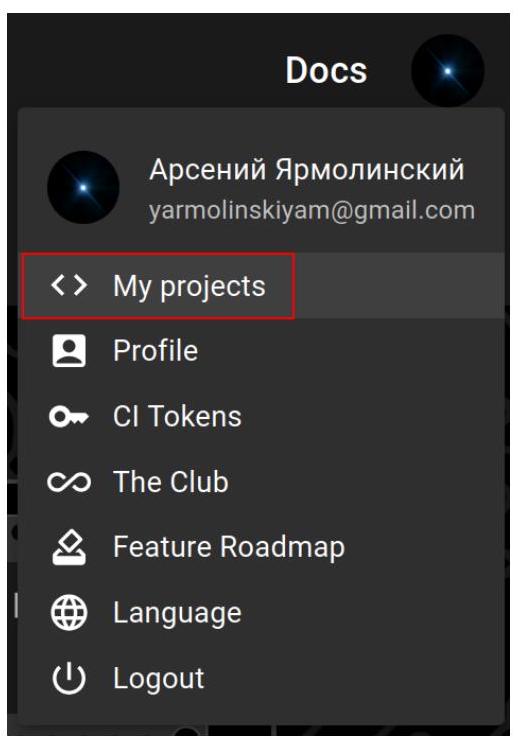 Docs
Арсений Ярмолинский
yarmolinskiyam@gmail.com
My projects
Profile
CI Tokens
The Club
Feature Roadmap
Language
Logout